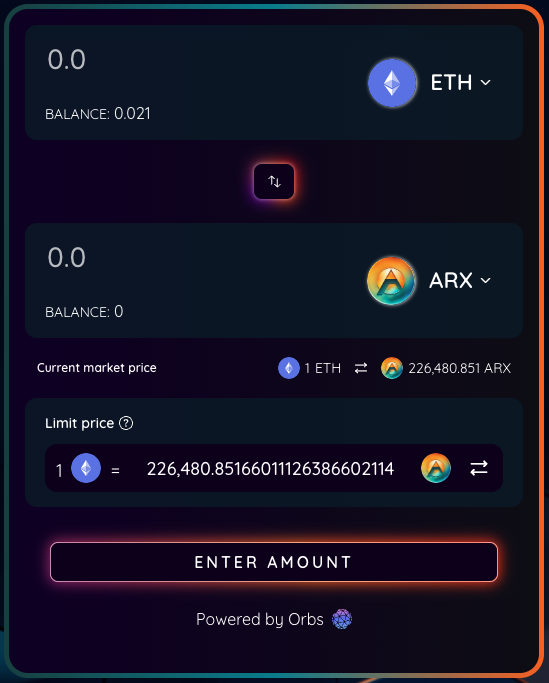 0.0
ETH
BALANCE: 0.021
0.0
ARX
BALANCE: 0
Current market price 1 ETH 226,480.851 ARX
Limit price ?
1 = 226,480.85166011126386602114
ENTER AMOUNT
Powered by Orbs